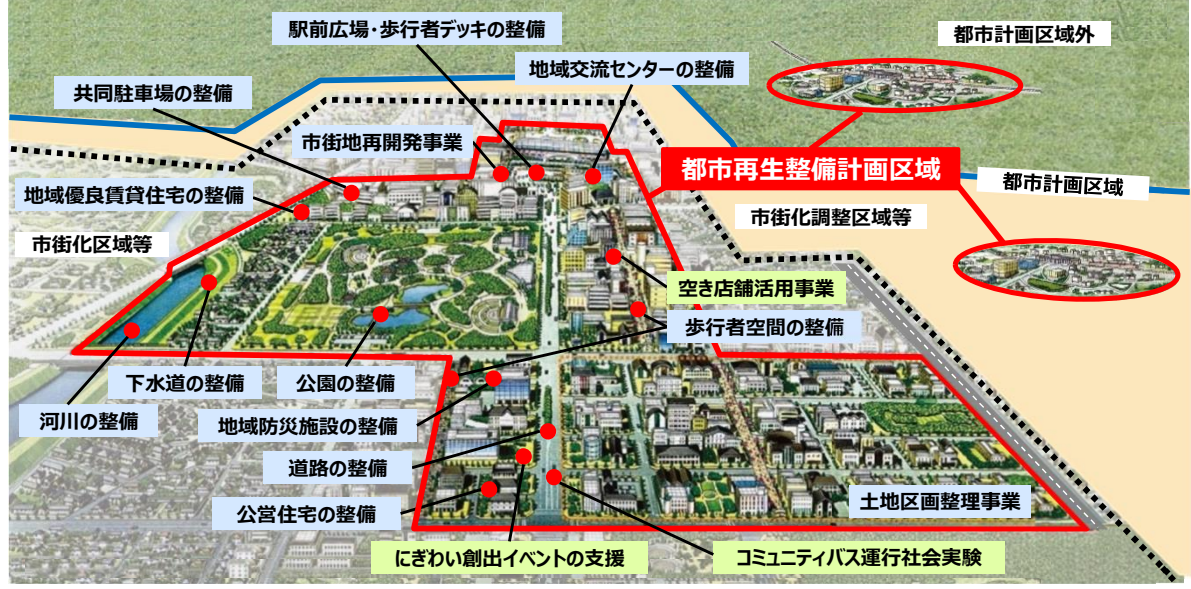 駅前広場・歩行者デッキの整備
都市計画区域外
地域交流センターの整備
共同駐車場の整備
市街地再開発事業
都市再生整備計画区域
都市計画区域
地域優良賃貸住宅の整備
市街化調整区域等
市街化区域等
空き店舗活用事業
歩行者空間の整備
下水道の整備
公園の整備
河川の整備
地域防災施設の整備
道路の整備
土地区画整理事業
公営住宅の整備
にぎわい創出イベントの支援
コミュニティバス運行社会実験